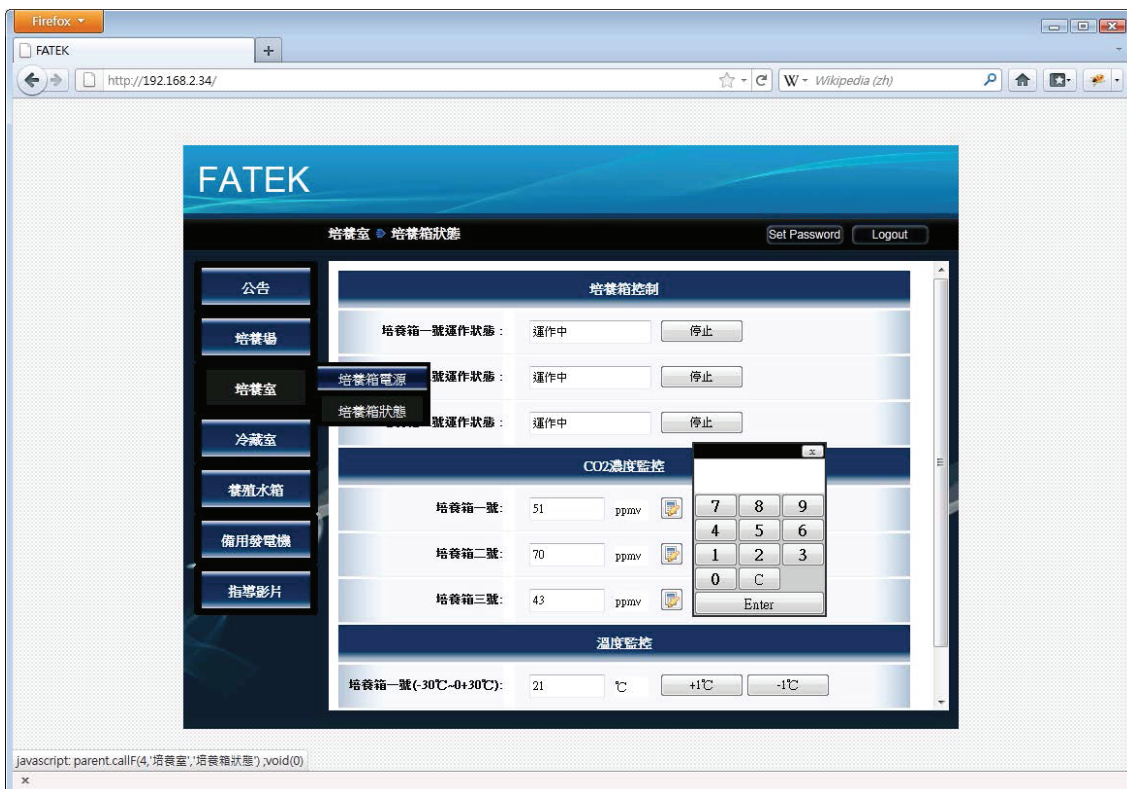 Firefox
FATEK
+
http://192.168.2.34/
W Wikipedia (zh)
FATEK
培養室 培養箱狀態
Set Password Logout
公告
培養場
培養室
冷藏室
養殖水箱
備用發電機
指導影片
培養箱電源
培養箱狀態
培養箱控制
培養箱一號運作狀態 : 運作中 停止
號運作狀態 : 運作中 停止
號運作狀態 : 運作中 停止
CO2濃度監控
培養箱一號: 51 ppmv
培養箱二號: 70 ppmv
培養箱三號: 43 ppmv
x
7 8 9
4 5 6
1 2 3
0 C
Enter
溫度監控
培養箱一號(-30℃~0+30℃): 21 ℃ +1℃ -1℃
javascript: parent.callF(4,'培養室','培養箱狀態') ;void(0)
x